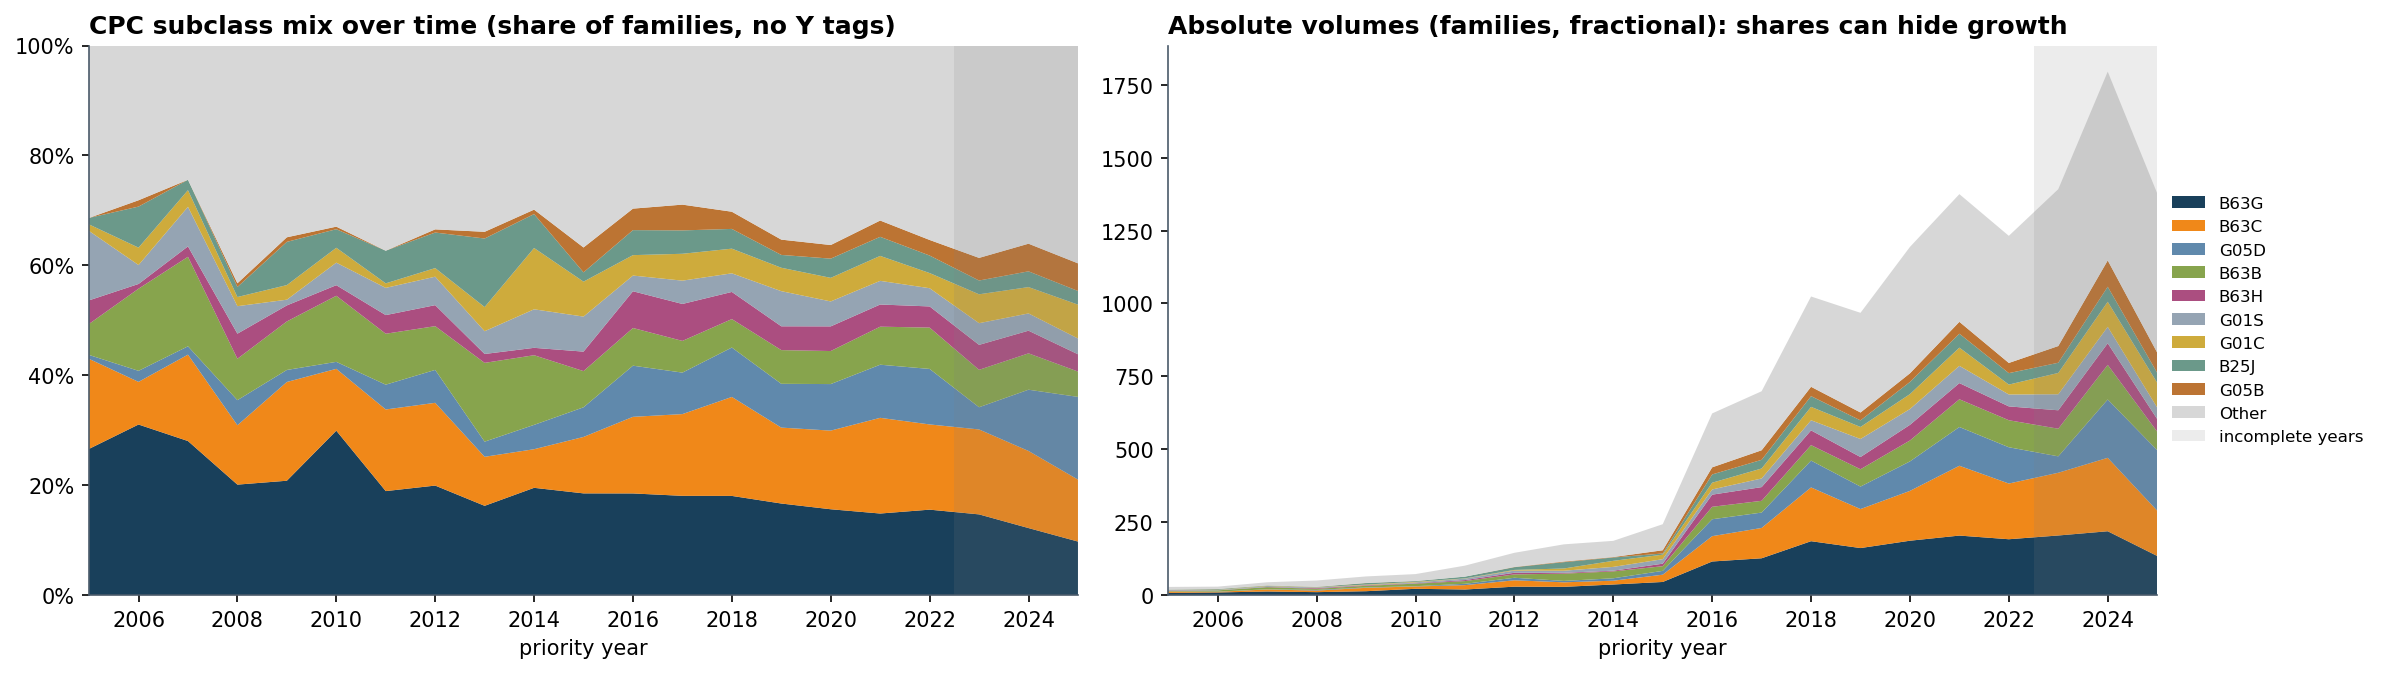 CPC subclass mix over time (share of families, no Y tags)
100%
80%
60%
40%
20%
0%
2006 2008 2010 2012 2014 2016 2018 2020 2022 2024
priority year
Absolute volumes (families, fractional): shares can hide growth
1750
1500
1250
1000
750
500
250
0
2006 2008 2010 2012 2014 2016 2018 2020 2022 2024
priority year
B63G
B63C
G05D
B63B
B63H
G01S
G01C
B25J
G05B
Other
incomplete years